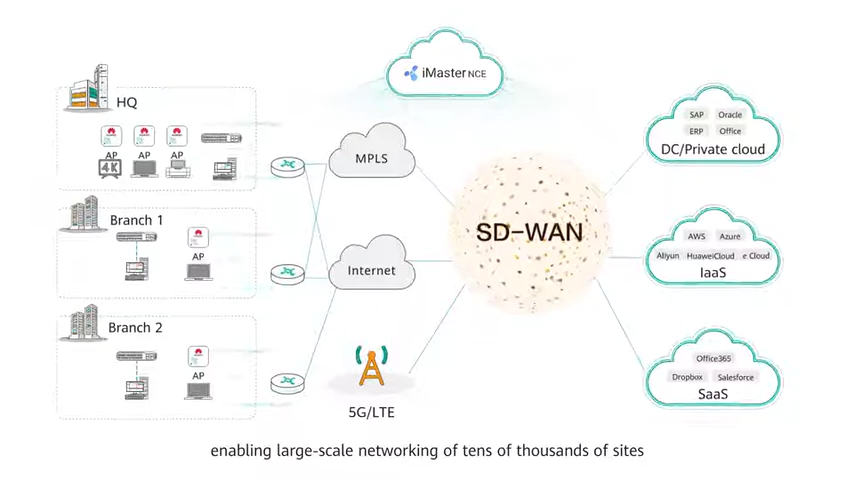 iMaster NCE
HQ
AP AP AP
4K
Branch 1
AP
Branch 2
AP
MPLS
Internet
5G/LTE
SD-WAN
SAP Oracle
ERP Office
DC/Private cloud
AWS Azure
Aliyun HuaweiCloud e Cloud
IaaS
Office365
Dropbox Salesforce
SaaS
enabling large-scale networking of tens of thousands of sites